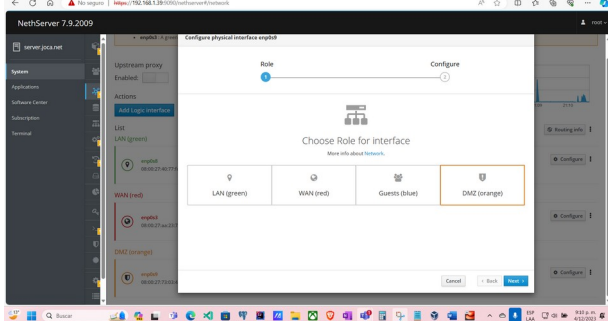 No seguro
https://192.168.1.39:9090/nethserver#/network
NethServer 7.9.2009
root
server.joca.net
System
Applications
Software Center
Subscription
Terminal
Configure physical interface enp0s9
Upstream proxy
Enabled:
Actions
Add Logic interface
List
LAN (green)
WAN (red)
enp0s3
DMZ (orange)
Role
Configure
1
2
Choose Role for interface
More info about Network.
LAN (green)
WAN (red)
Guests (blue)
DMZ (orange)
Cancel
Back
Next
21:10
Routing info
Configure
Configure
Configure
Buscar
ESP
LAA
9:10 p. m.
4/12/2023